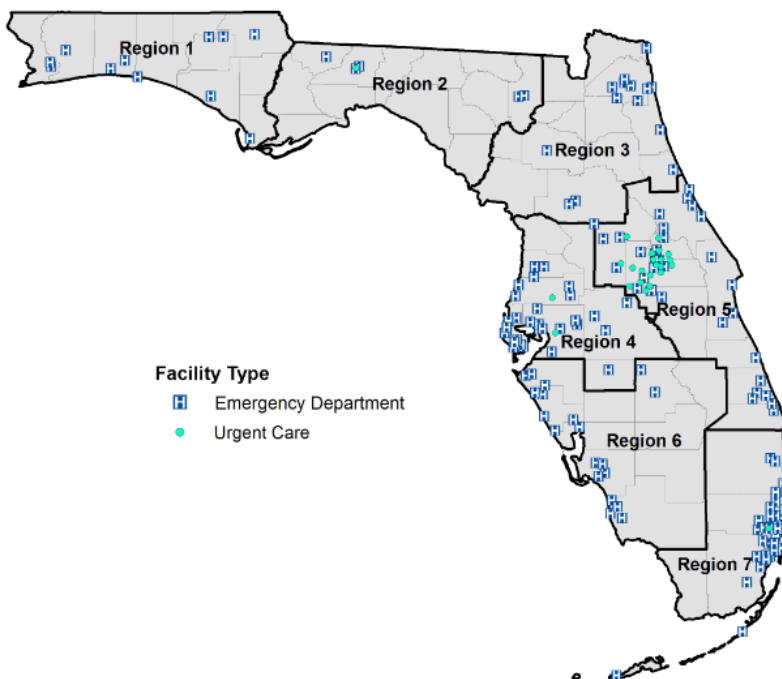 Region 1
Region 2
Region 3
Region 5
Region 4
Facility Type
H Emergency Department
Urgent Care
Region 6
Region 7